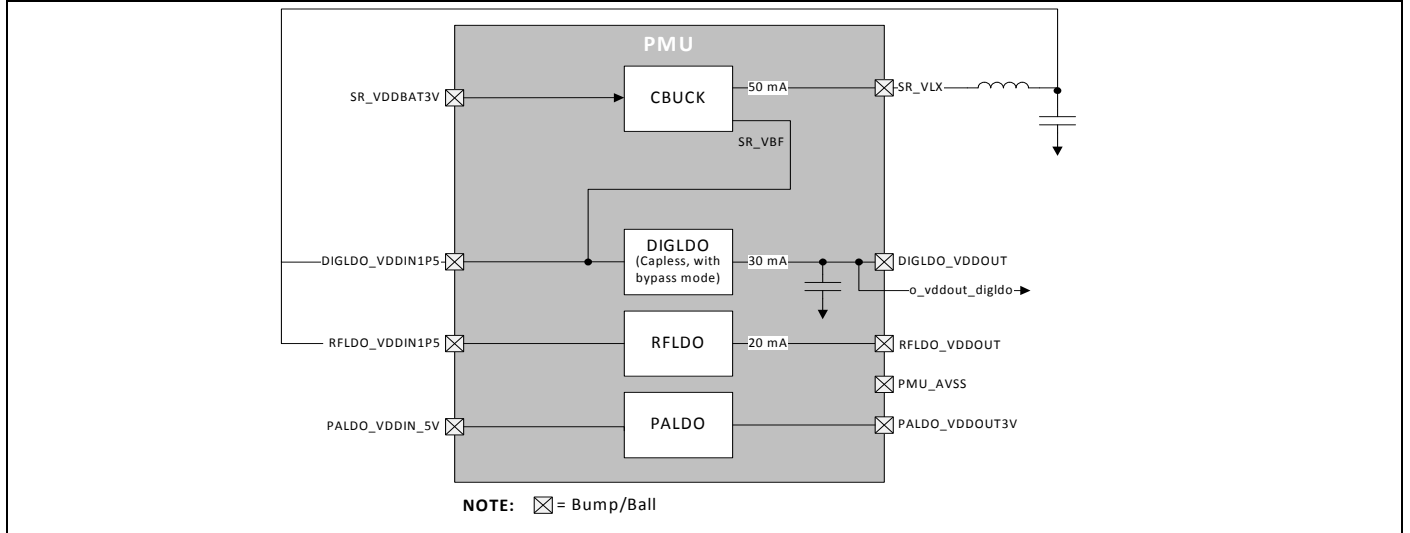 PMU
SR_VDDBAT3V
CBUCK
50 mA
SR_VLX
SR_VBF
DIGLDO_VDDIN1P5
DIGLDO
(Capless, with
bypass mode)
30 mA
DIGLDO_VDDOUT
o_vddout_digldo
RFLDO_VDDIN1P5
RFLDO
20 mA
RFLDO_VDDOUT
PMU_AVSS
PALDO_VDDIN_5V
PALDO
PALDO_VDDOUT3V
NOTE: = Bump/Ball